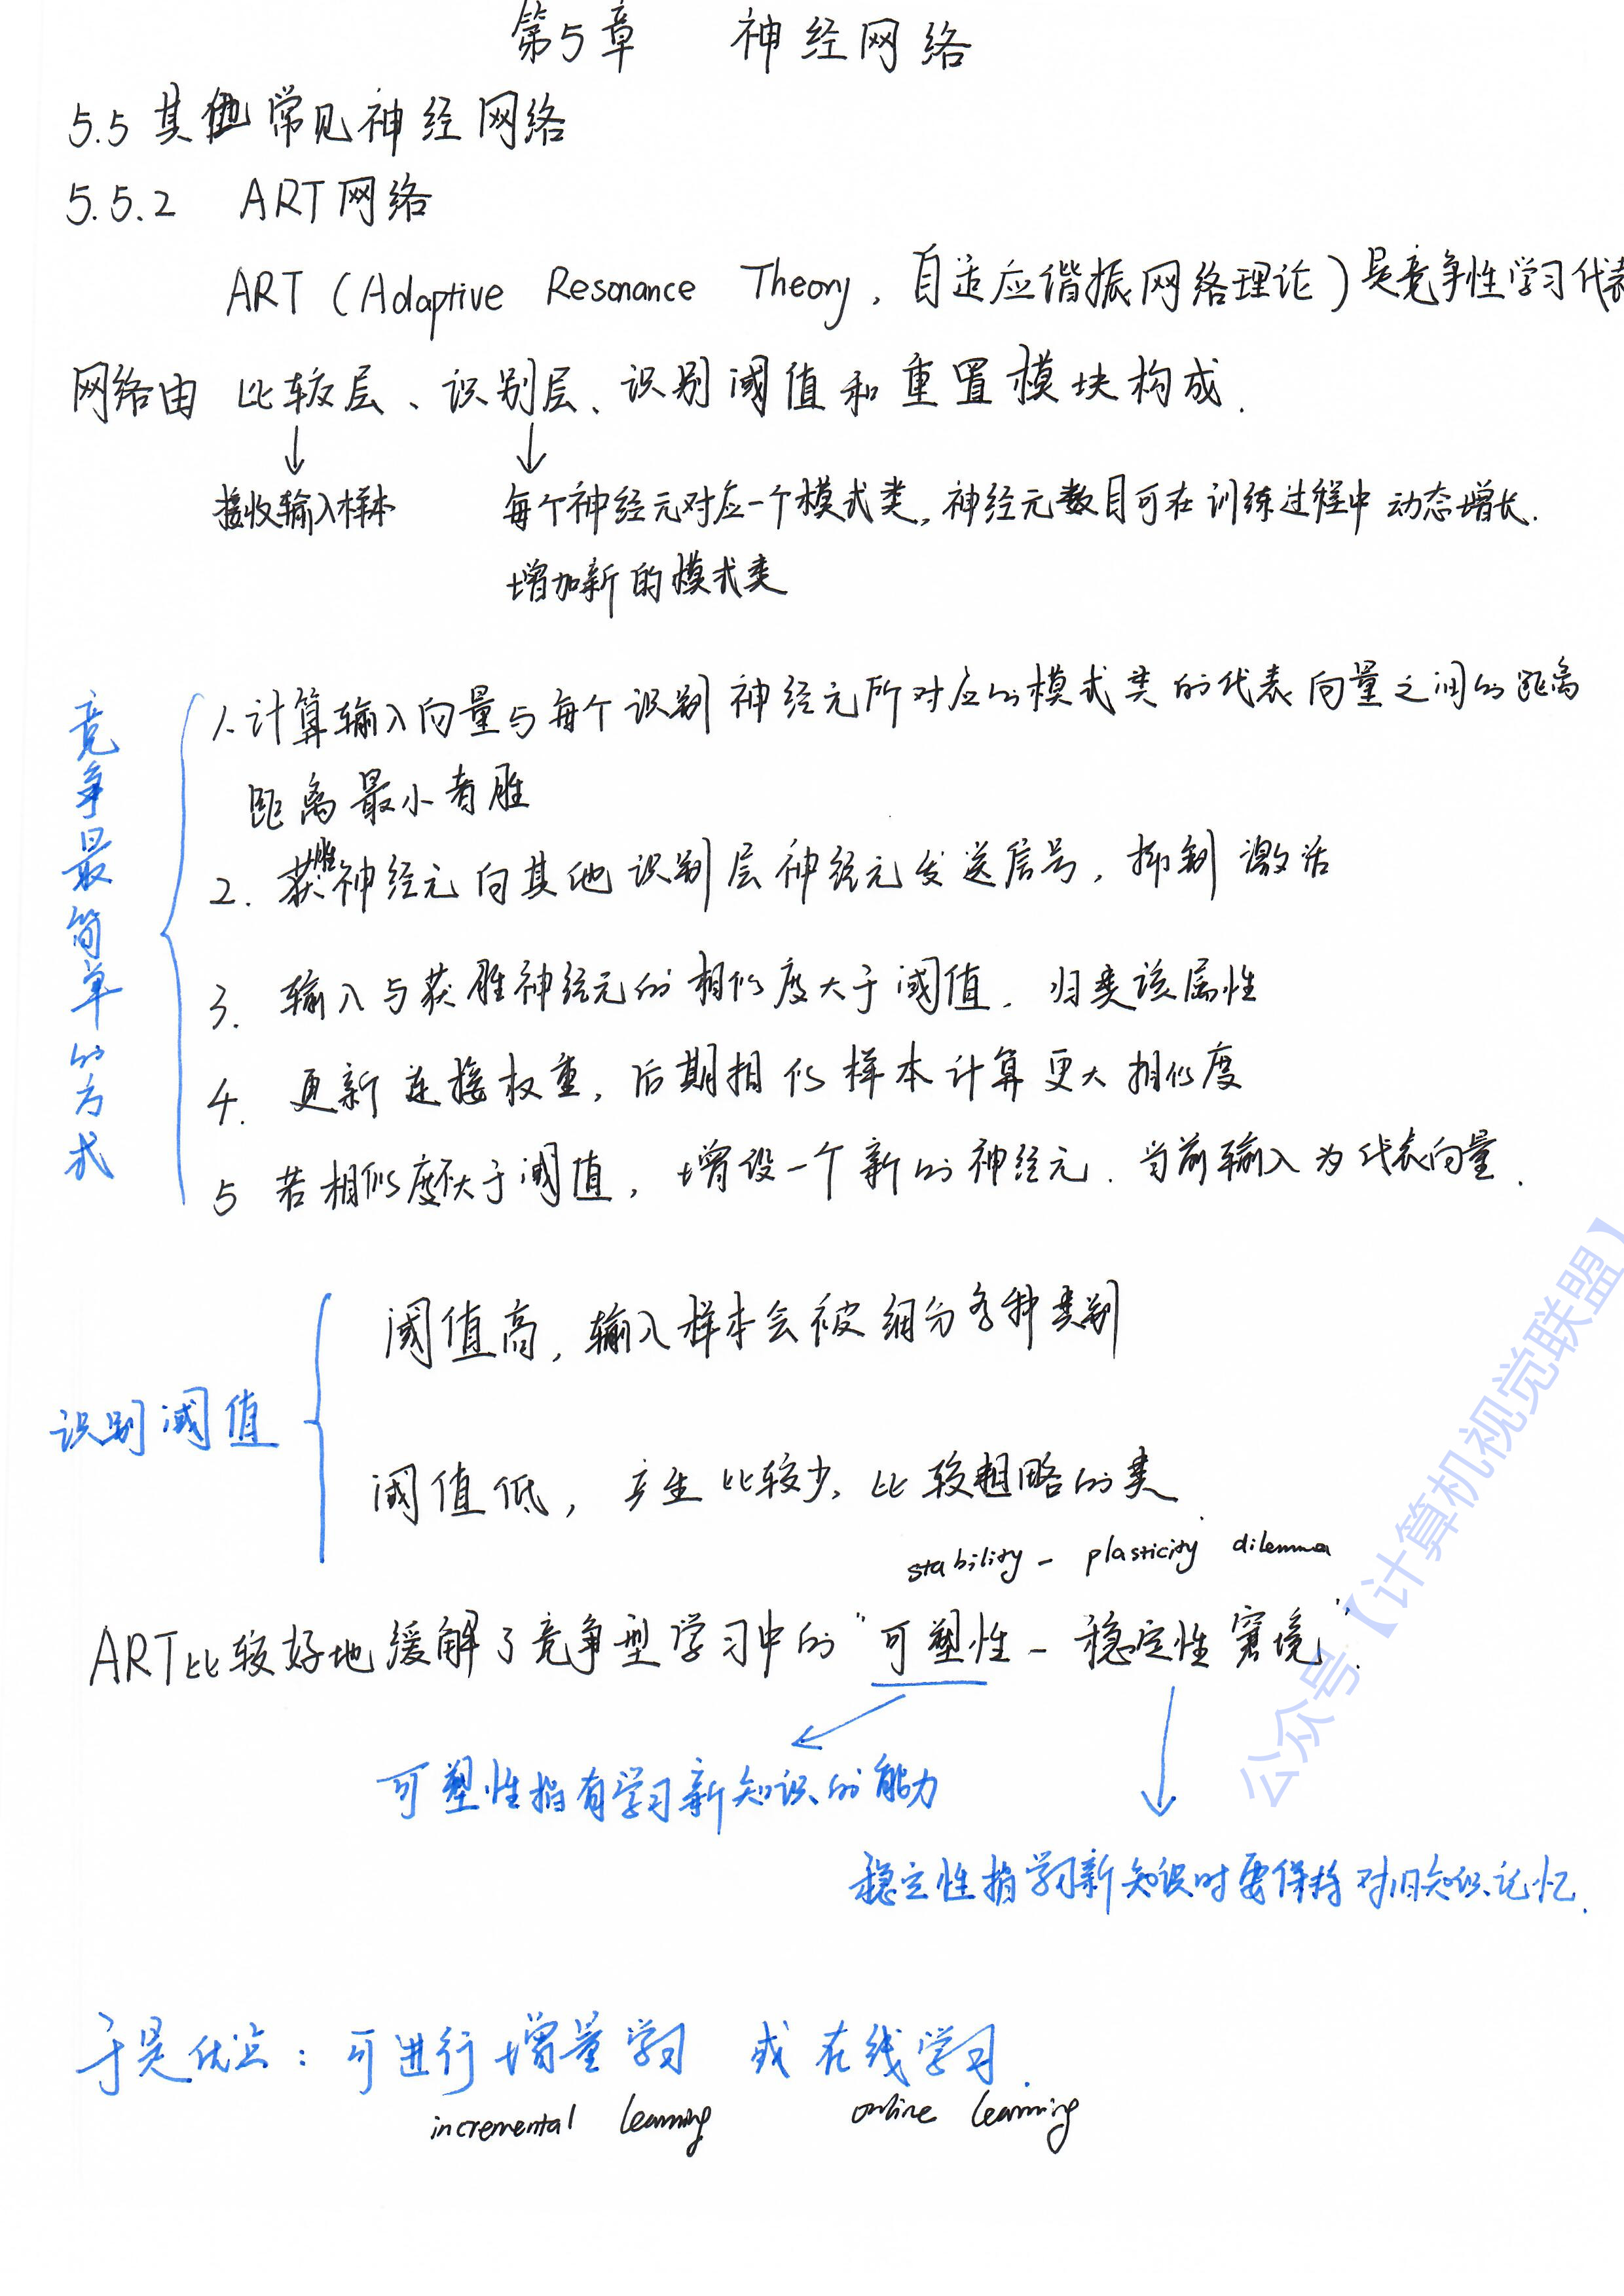 第5章 神经网络
5.5 其他常见神经网络
5.5.2 ART网络
ART (Adaptive Resonance Theory, 自适应谐振网络理论) 是竞争性学习代表
网络由 比较层、识别层、识别阈值和重置模块构成.
接收输入样本
每个神经元对应一个模式类,神经元数目可在训练过程中动态增长.
增加新的模式类
竞争最简单的方式
1.计算输入向量与每个识别神经元所对应的模式类的代表向量之间的距离
距离最小者胜
2. 获胜神经元向其他识别层神经元发送信号, 抑制激活
3. 输入与获胜神经元的相似度大于阈值. 归类该属性
4. 更新连接权重, 后期相似样本计算更大相似度
5 若相似度不大于阈值, 增设一个新的神经元. 当前输入为代表向量.
识别阈值
阈值高, 输入样本会被细分各种类别
阈值低, 产生比较少、比较粗略的类
stability - plasticity dilemma
ART比较好地缓解了竞争型学习中的"可塑性-稳定性窘境".
可塑性指有学习新知识的能力
稳定性指学习新知识时要保持对旧知识记忆.
于是优点: 可进行增量学习 或在线学习.
incremental learning online learning
公众号【计算机视觉联盟】